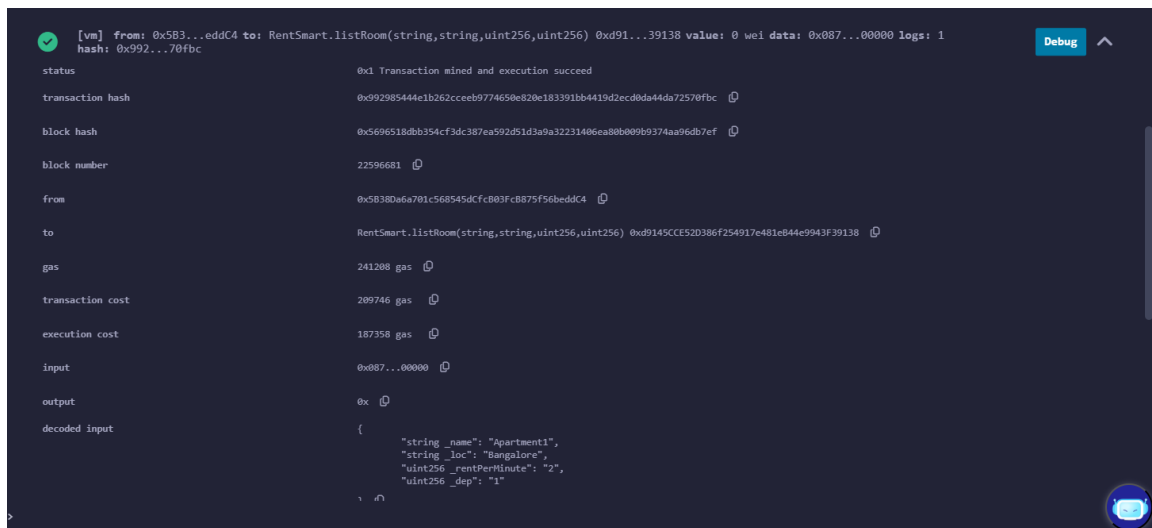 [vm] from: 0x5B3...eddC4 to: RentSmart.listRoom(string,string,uint256,uint256) 0xd91...39138 value: 0 wei data: 0x087...00000 logs: 1
hash: 0x992...70fbc
Debug
status 0x1 Transaction mined and execution succeed
transaction hash 0x992985444e1b262cceeb9774650e820e183391bb4419d2ecd0da44da72570fbc
block hash 0x5696518dbb354cf3dc387ea592d51d3a9a32231406ea80b009b9374aa96db7ef
block number 22596681
from 0x5B38Da6a701c568545dCfcB03FcB875f56beddC4
to RentSmart.listRoom(string,string,uint256,uint256) 0xd9145CCE52D386f254917e481eB44e9943F39138
gas 241208 gas
transaction cost 209746 gas
execution cost 187358 gas
input 0x087...00000
output 0x
decoded input {
"string _name": "Apartment1",
"string _loc": "Bangalore",
"uint256 _rentPerMinute": "2",
"uint256 _dep": "1"
}
>